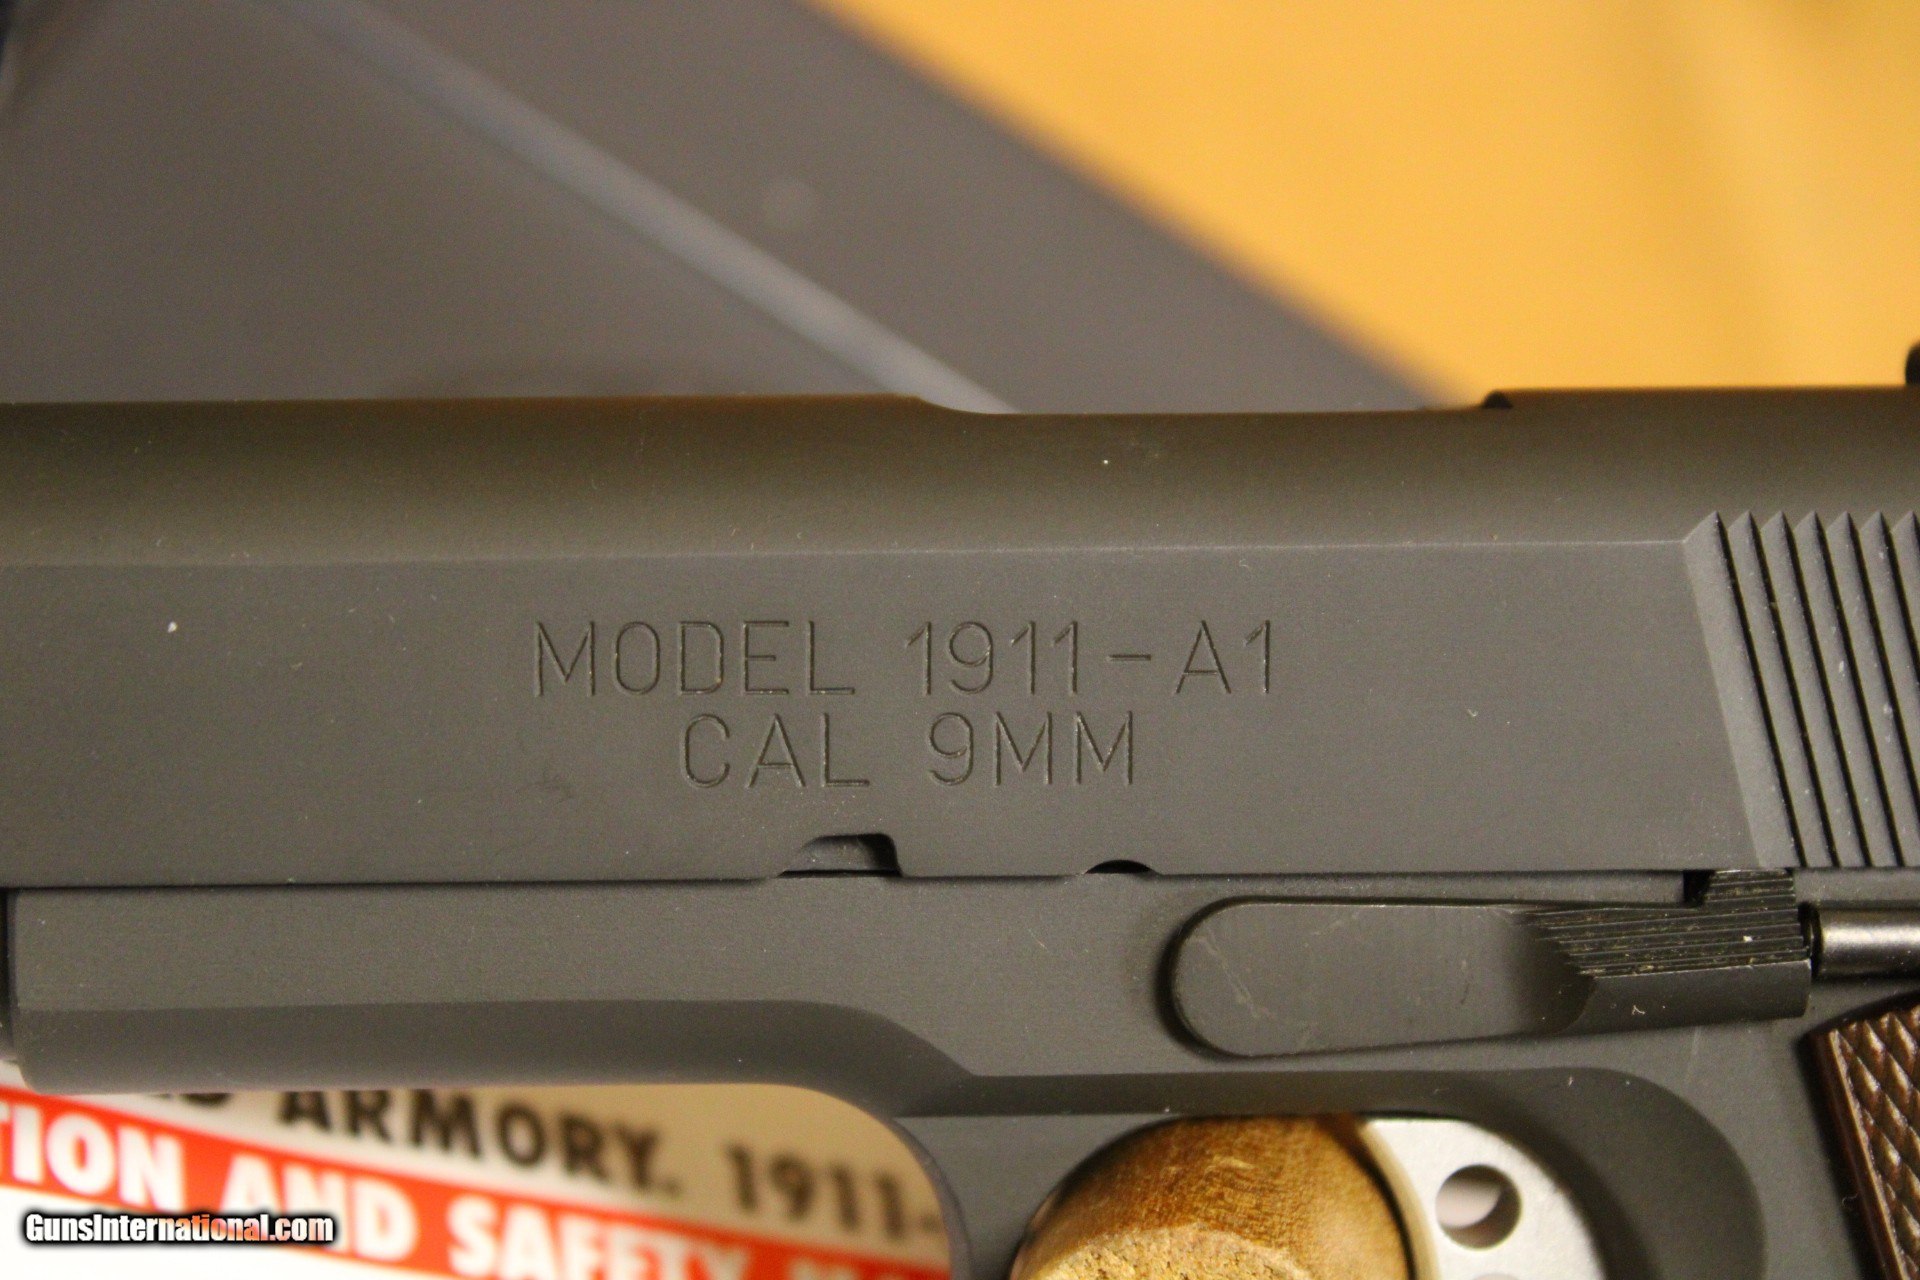 MODEL 1911-A1
CAL 9MM
ARMORY. 1911-
TION AND SAFETY
GunsInternational.com